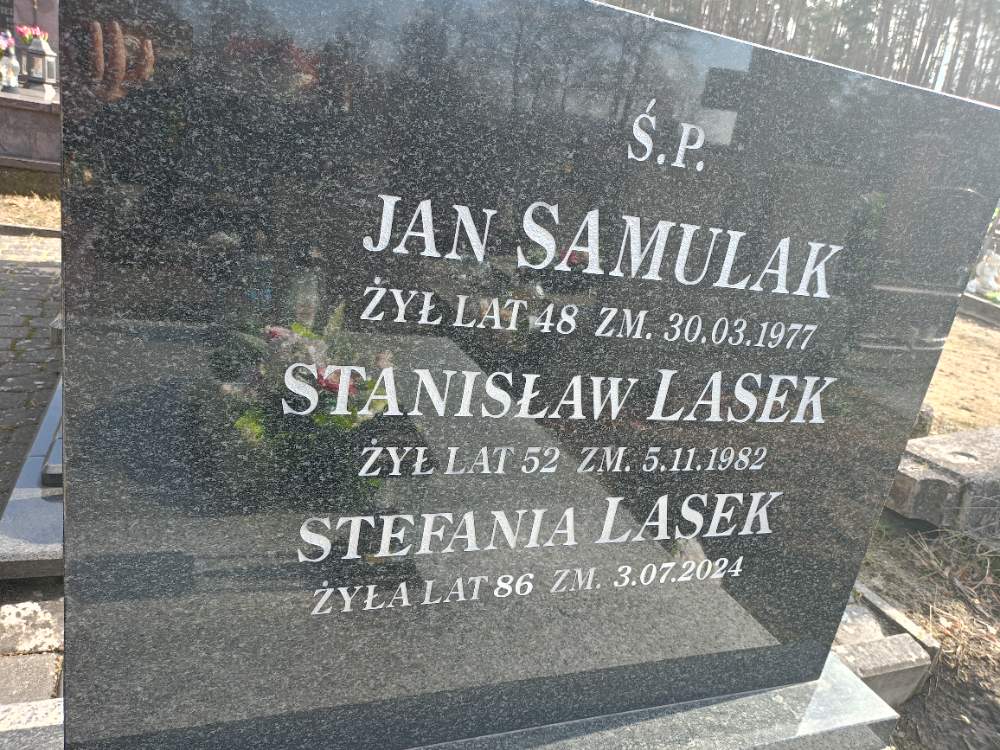 Ś.P.
JAN SAMULAK
ŻYŁ LAT 48 ZM. 30.03.1977
STANISŁAW LASEK
ŻYŁ LAT 52 ZM. 5.11.1982
STEFANIA LASEK
ŻYŁA LAT 86 ZM. 3.07.2024